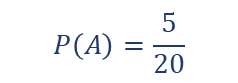 P(A) = 5/20